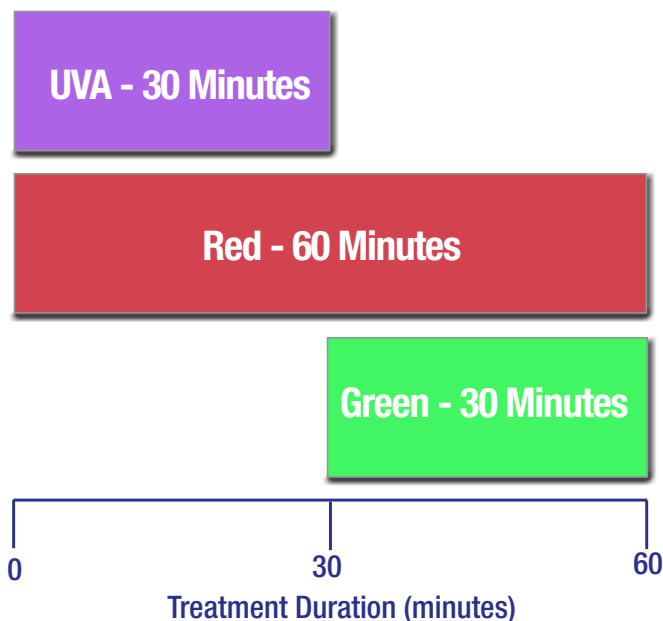 UVA - 30 Minutes
Red - 60 Minutes
Green - 30 Minutes
0 30 60
Treatment Duration (minutes)